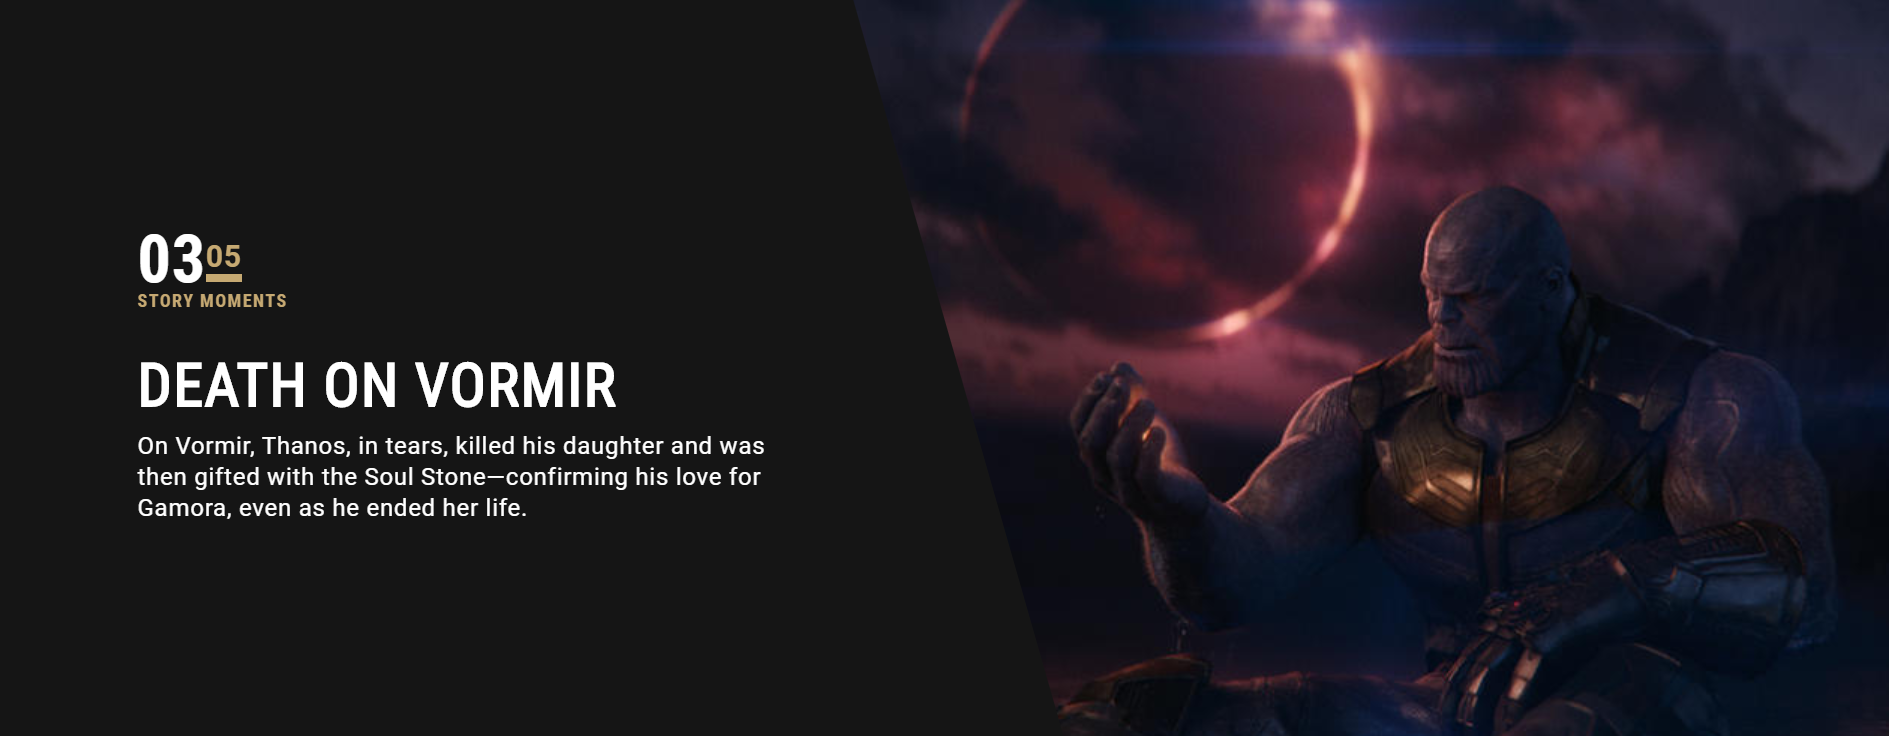 03 05
STORY MOMENTS
DEATH ON VORMIR
On Vormir, Thanos, in tears, killed his daughter and was
then gifted with the Soul Stone—confirming his love for
Gamora, even as he ended her life.